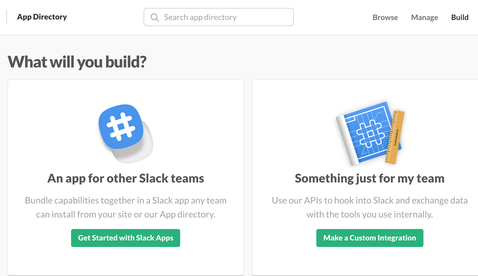 App Directory
Search app directory
Browse
Manage
Build
What will you build?
An app for other Slack teams
Bundle capabilities together in a Slack app any team
can install from your site or our App directory.
Get Started with Slack Apps
Something just for my team
Use our APIs to hook into Slack and exchange data
with the tools you use internally.
Make a Custom Integration